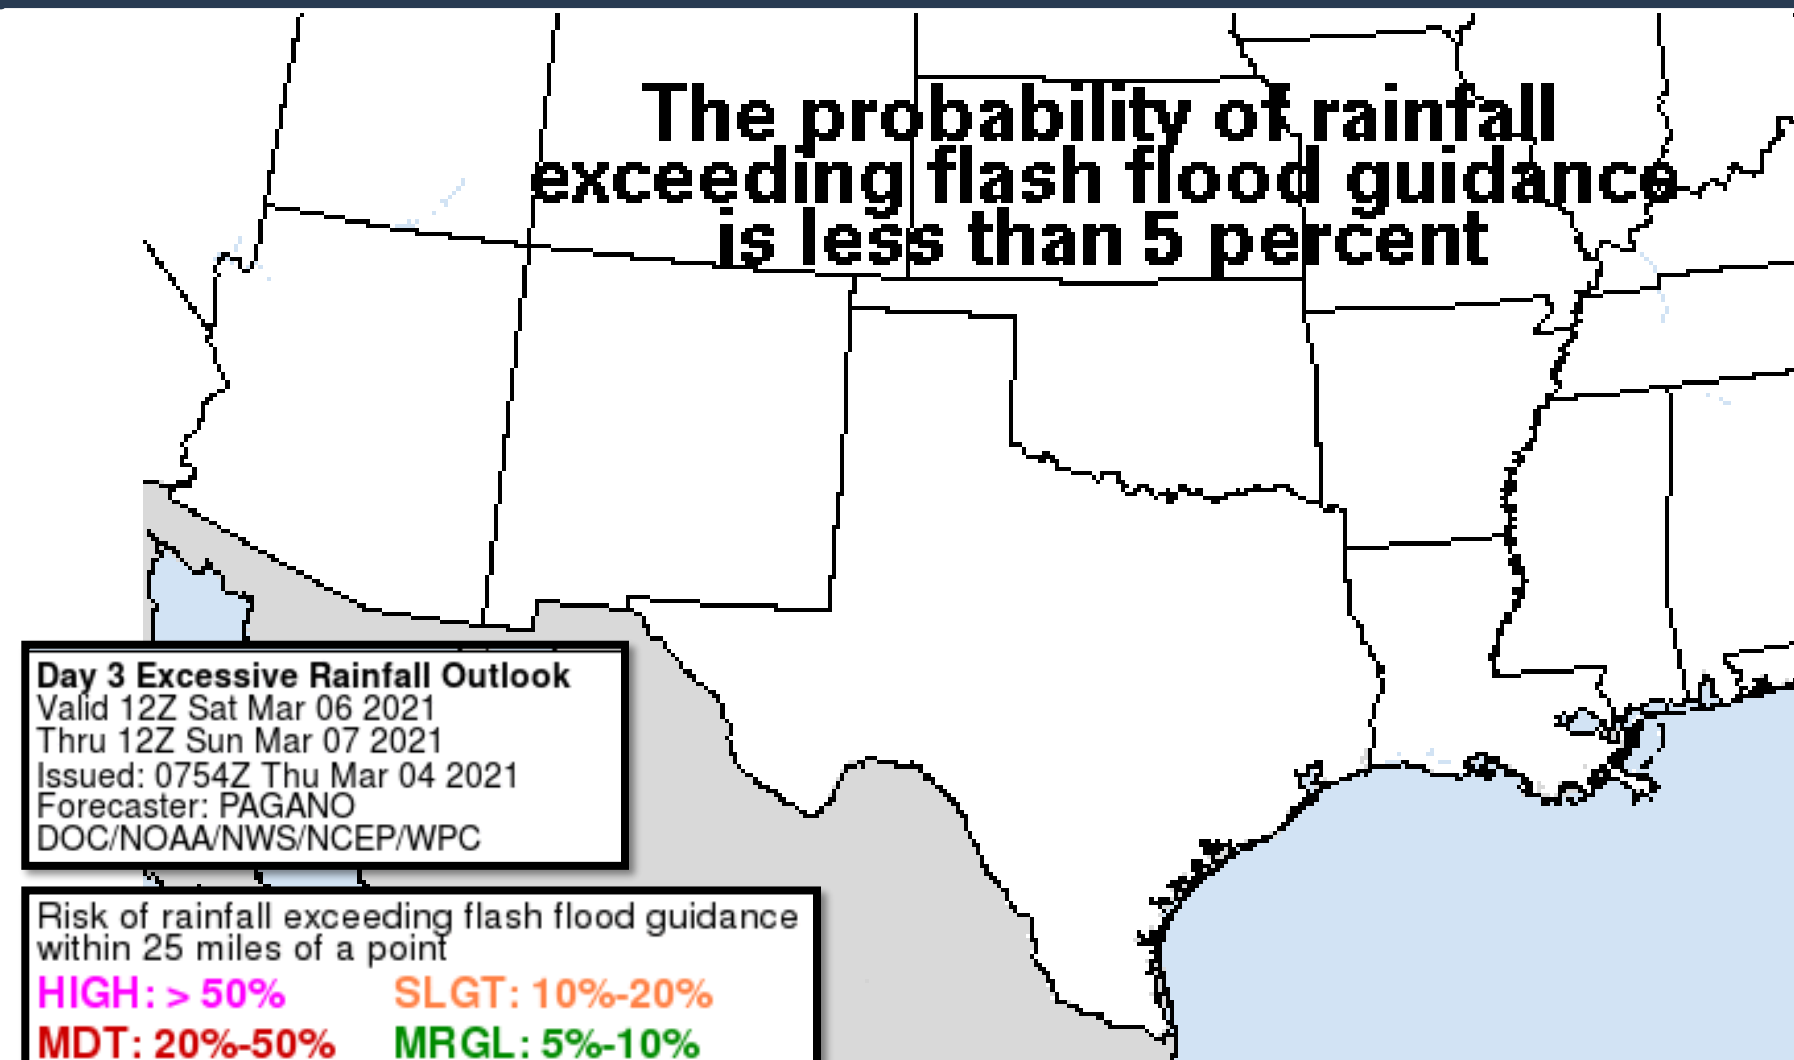 The probability of rainfall
exceeding flash flood guidance
is less than 5 percent
Day 3 Excessive Rainfall Outlook
Valid 12Z Sat Mar 06 2021
Thru 12Z Sun Mar 07 2021
Issued: 0754Z Thu Mar 04 2021
Forecaster: PAGANO
DOC/NOAA/NWS/NCEP/WPC
Risk of rainfall exceeding flash flood guidance
within 25 miles of a point
HIGH: > 50% SLGT: 10%-20%
MDT: 20%-50% MRGL: 5%-10%